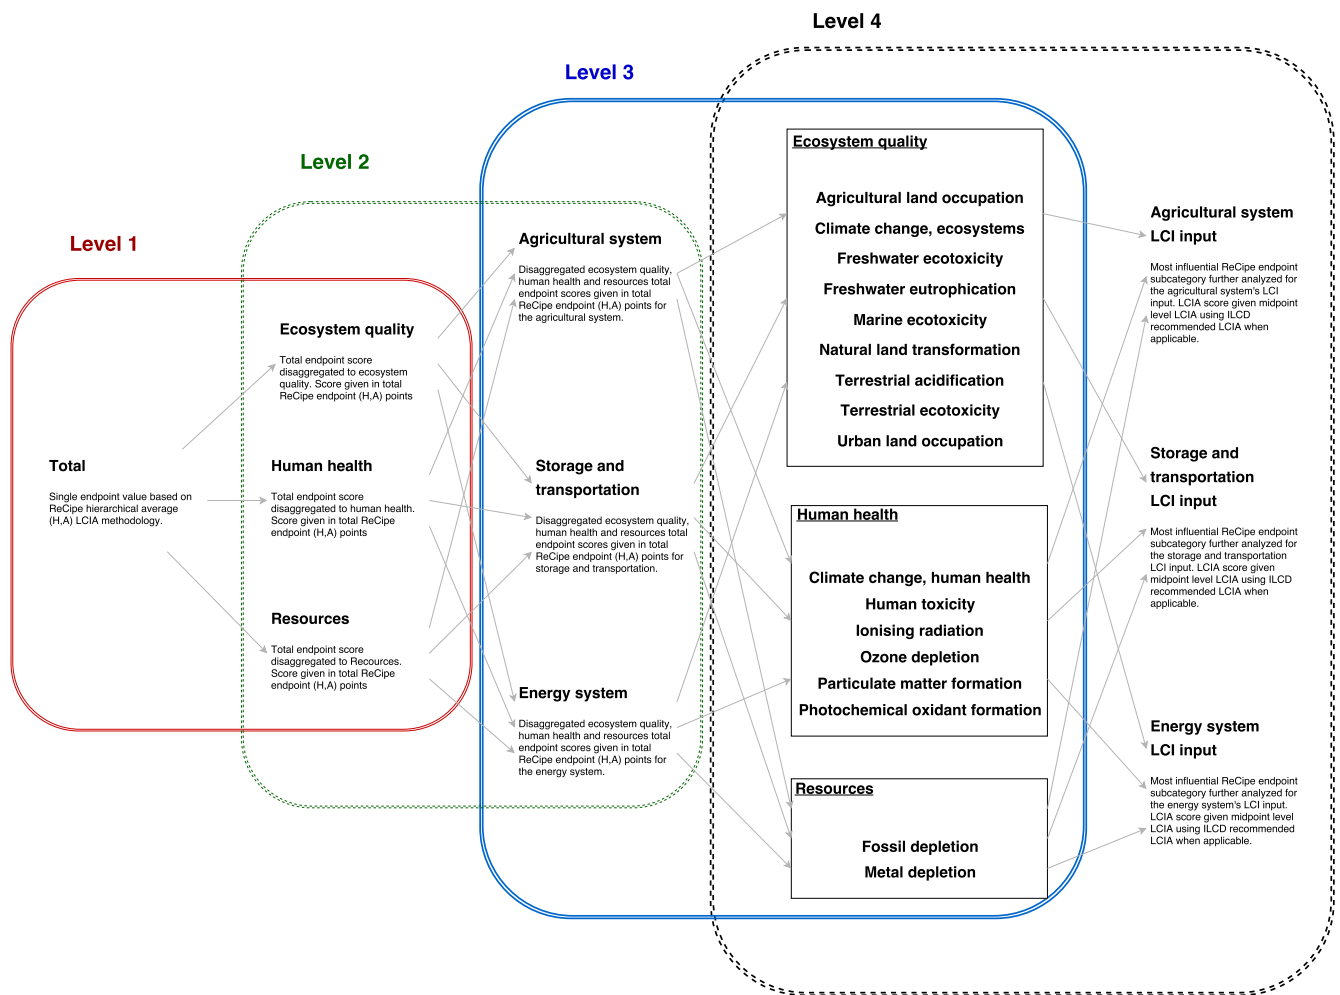 Level 4
Level 3
Level 2
Level 1
Total
Single endpoint value based on
ReCipe hierarchical average
(H,A) LCIA methodology.
Ecosystem quality
Total endpoint score
disaggregated to ecosystem
quality. Score given in total
ReCipe endpoint (H,A) points
Human health
Total endpoint score
disaggregated to human health.
Score given in total ReCipe
endpoint (H,A) points
Resources
Total endpoint score
disaggregated to Recources.
Score given in total ReCipe
endpoint (H,A) points
Agricultural system
Disaggregated ecosystem quality,
human health and resources total
endpoint scores given in total
ReCipe endpoint (H,A) points for
the agricultural system.
Storage and
transportation
Disaggregated ecosystem quality,
human health and resources total
endpoint scores given in total
ReCipe endpoint (H,A) points for
storage and transportation.
Energy system
Disaggregated ecosystem quality,
human health and resources total
endpoint scores given in total
ReCipe endpoint (H,A) points for
the energy system.
Ecosystem quality
Agricultural land occupation
Climate change, ecosystems
Freshwater ecotoxicity
Freshwater eutrophication
Marine ecotoxicity
Natural land transformation
Terrestrial acidification
Terrestrial ecotoxicity
Urban land occupation
Human health
Climate change, human health
Human toxicity
Ionising radiation
Ozone depletion
Particulate matter formation
Photochemical oxidant formation
Resources
Fossil depletion
Metal depletion
Agricultural system
LCI input
Most influential ReCipe endpoint
subcategory further analyzed for
the agricultural system's LCI
input. LCIA score given midpoint
level LCIA using ILCD
recommended LCIA when
applicable.
Storage and
transportation
LCI input
Most influential ReCipe endpoint
subcategory further analyzed for
the storage and transportation
LCI input. LCIA score given
midpoint level LCIA using ILCD
recommended LCIA when
applicable.
Energy system
LCI input
Most influential ReCipe endpoint
subcategory further analyzed for
the energy system's LCI input.
LCIA score given midpoint level
LCIA using ILCD recommended
LCIA when applicable.